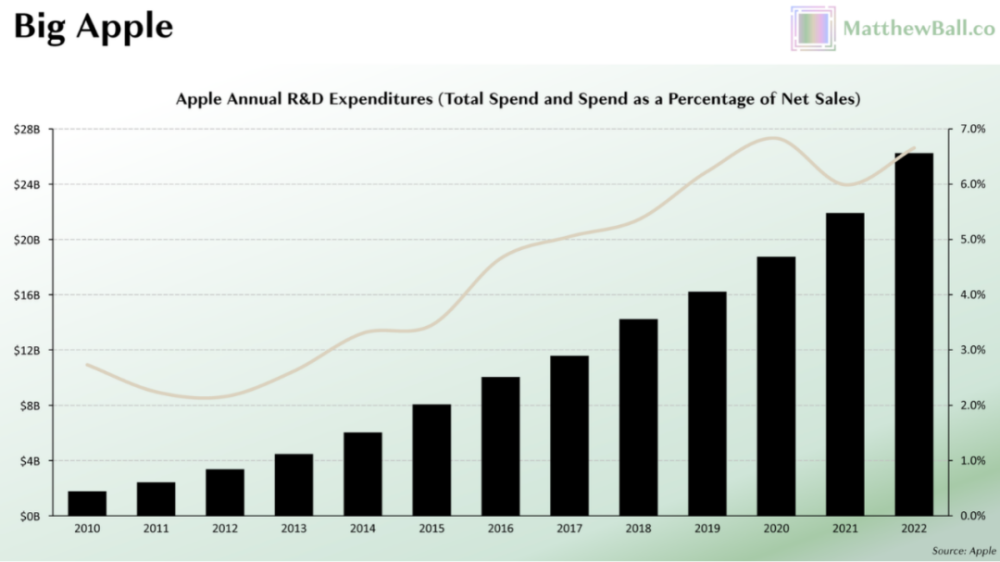 Big Apple
MatthewBall.co
Apple Annual R&D Expenditures (Total Spend and Spend as a Percentage of Net Sales)
$28B 7.0%
$24B 6.0%
$20B 5.0%
$16B 4.0%
$12B 3.0%
$8B 2.0%
$4B 1.0%
$0B 0.0%
2010 2011 2012 2013 2014 2015 2016 2017 2018 2019 2020 2021 2022
Source: Apple